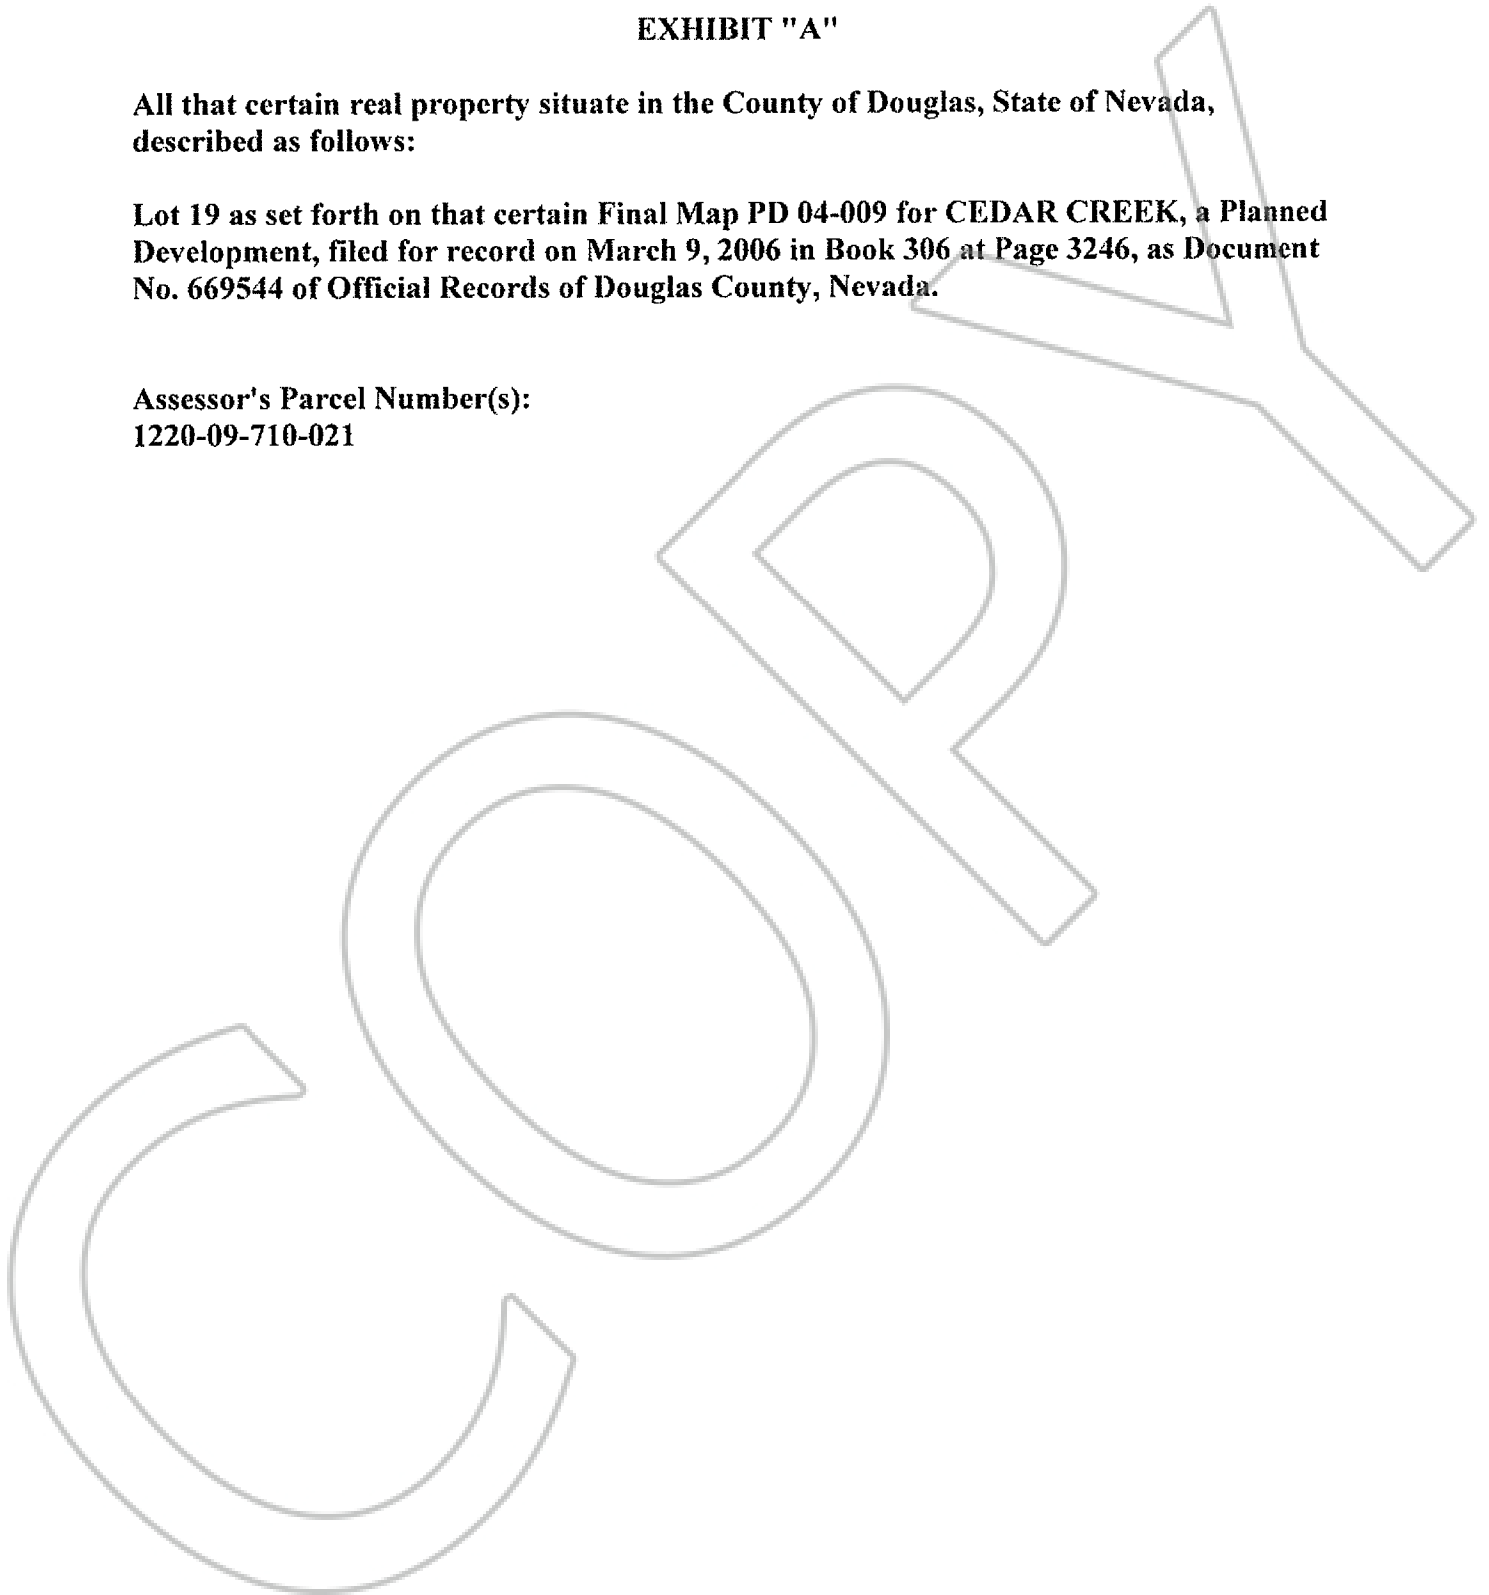 EXHIBIT "A"
All that certain real property situate in the County of Douglas, State of Nevada,
described as follows:
Lot 19 as set forth on that certain Final Map PD 04-009 for CEDAR CREEK, a Planned
Development, filed for record on March 9, 2006 in Book 306 at Page 3246, as Document
No. 669544 of Official Records of Douglas County, Nevada.
Assessor's Parcel Number(s):
1220-09-710-021
COPY